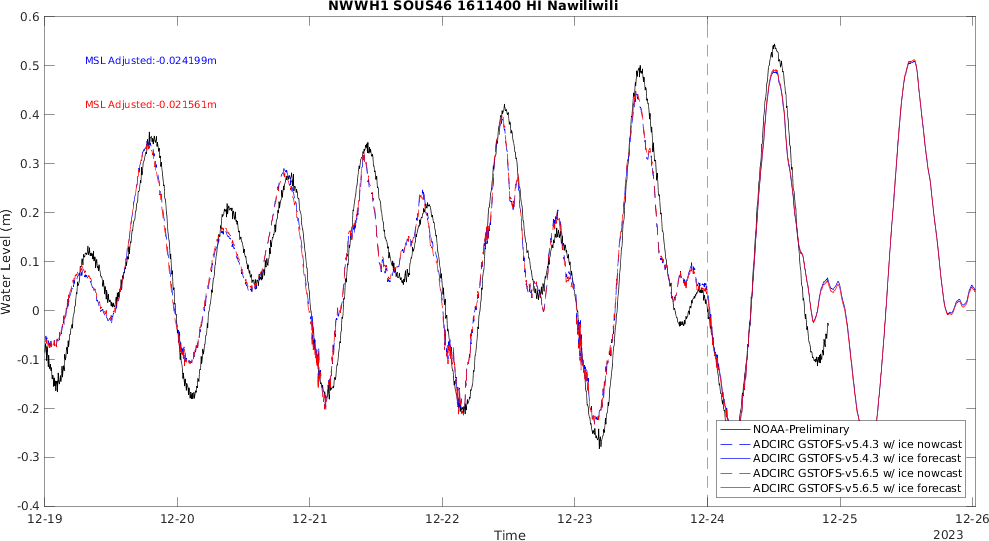 NWWH1 SOUS46 1611400 HI Nawiliwili
0.6
0.5
0.4
0.3
0.2
0.1
0
-0.1
-0.2
-0.3
-0.4
Water Level (m)
MSL Adjusted:-0.024199m
MSL Adjusted:-0.021561m
NOAA-Preliminary
ADCIRC GSTOFS-v5.4.3 w/ ice nowcast
ADCIRC GSTOFS-v5.4.3 w/ ice forecast
ADCIRC GSTOFS-v5.6.5 w/ ice nowcast
ADCIRC GSTOFS-v5.6.5 w/ ice forecast
12-19 12-20 12-21 12-22 12-23 12-24 12-25 12-26
Time
2023